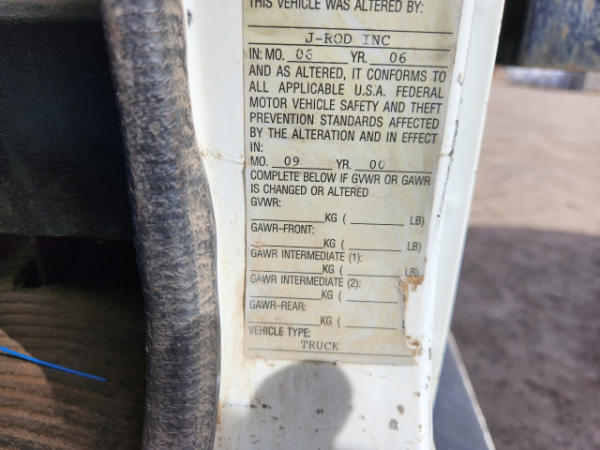 THIS VEHICLE WAS ALTERED BY:
J-ROD INC
IN: MO. 06 YR. 06
AND AS ALTERED, IT CONFORMS TO
ALL APPLICABLE U.S.A. FEDERAL
MOTOR VEHICLE SAFETY AND THEFT
PREVENTION STANDARDS AFFECTED
BY THE ALTERATION AND IN EFFECT
IN:
MO. 09 YR. 00
COMPLETE BELOW IF GVWR OR GAWR
IS CHANGED OR ALTERED
GVWR:
KG ( LB)
GAWR-FRONT:
KG ( LB)
GAWR INTERMEDIATE (1):
KG ( LB)
GAWR INTERMEDIATE (2):
KG (
GAWR-REAR:
KG (
VEHICLE TYPE:
TRUCK